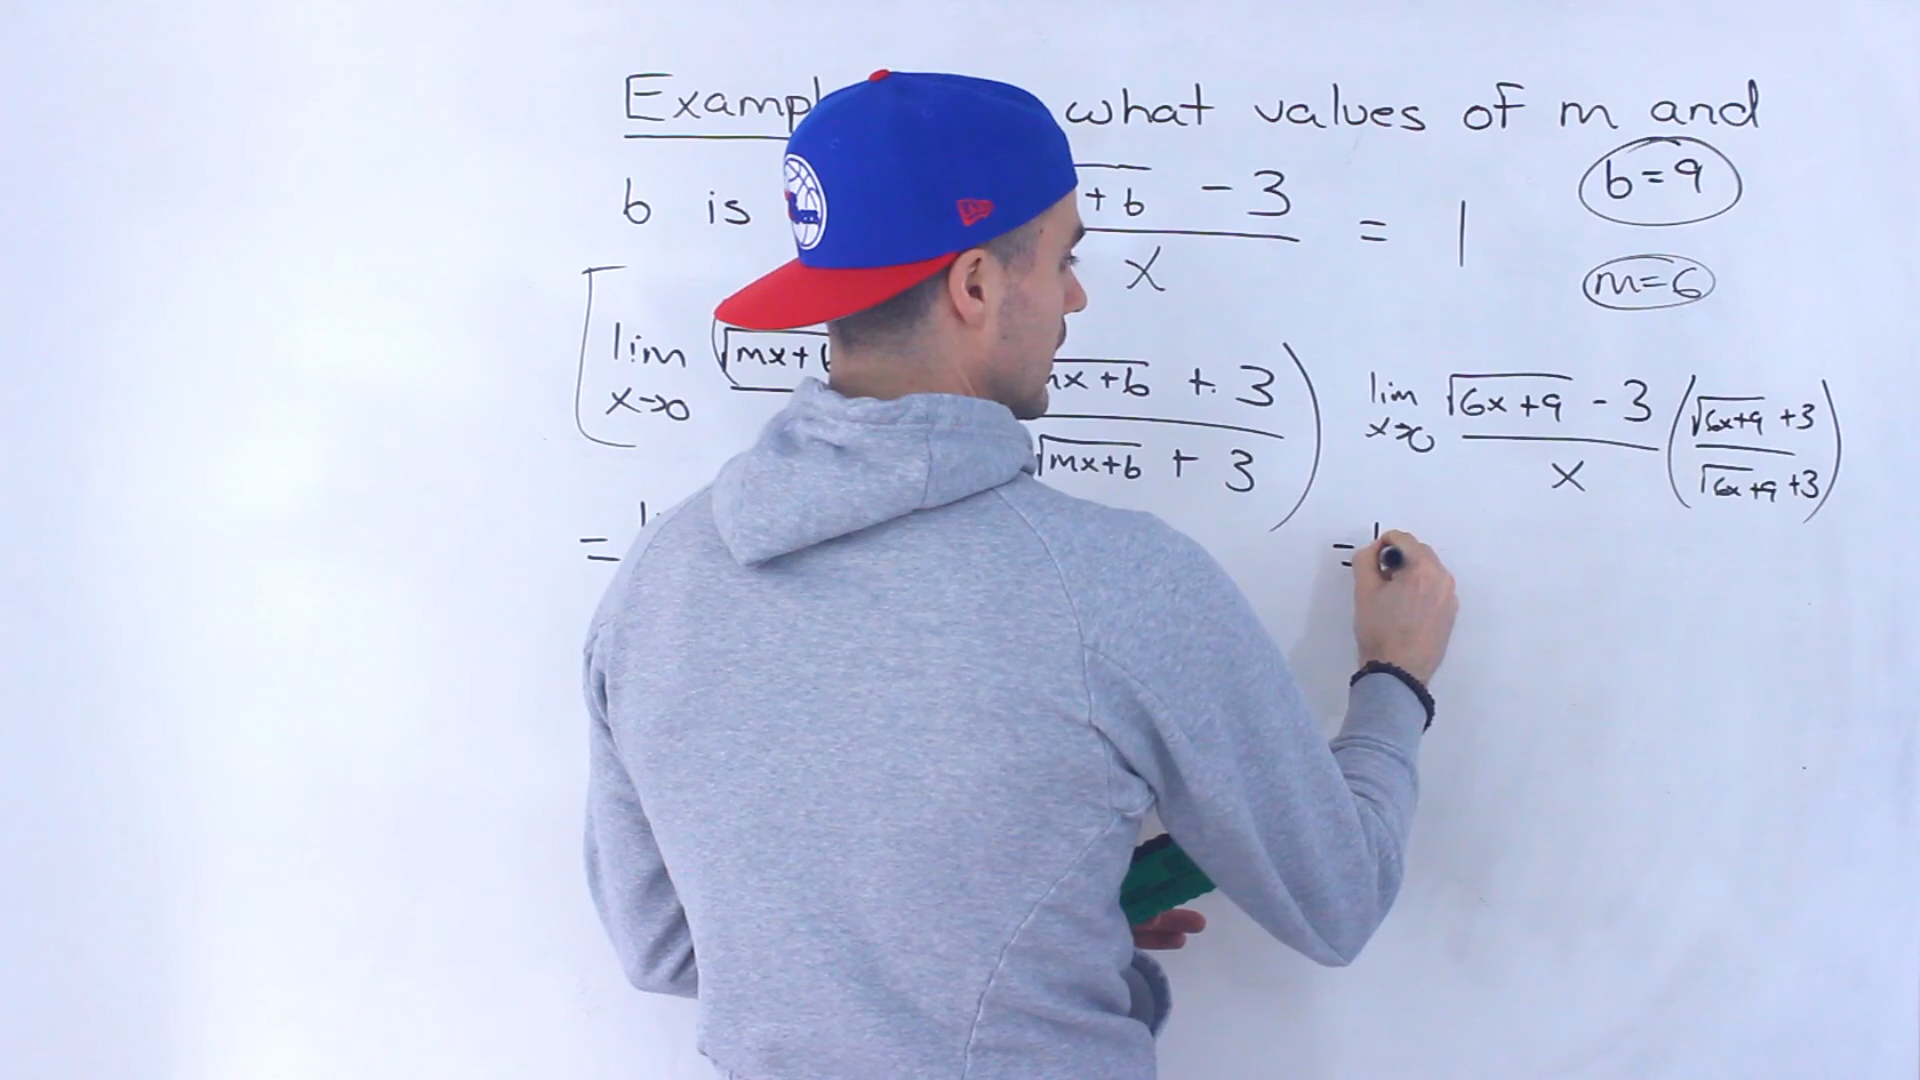 Examp what values of m and
b is + b - 3 = 1
x
b = 9
m = 6
lim x→0 √mx+ √mx+b + 3
√mx+b + 3
lim x→0 √6x+9 - 3 / x (√6x+9 +3 / √6x+9 +3)
=
=